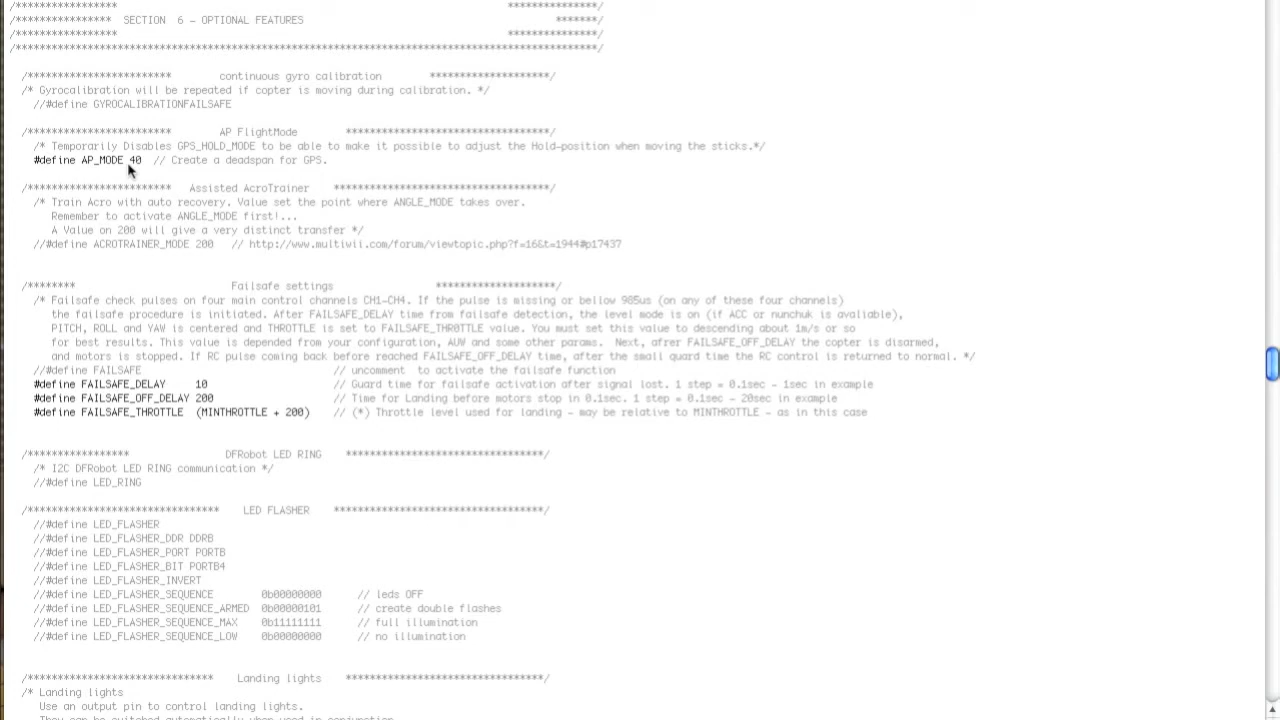 /***************** ***************/
/**************** SECTION  6 - OPTIONAL FEATURES *******/
/***************** ***************/
/*************************************************************************************************/
/************************ continuous gyro calibration ********************/
/* Gyrocalibration will be repeated if copter is moving during calibration. */
//#define GYROCALIBRATIONFAILSAFE
/************************ AP FlightMode **********************************/
/* Temporarily Disables GPS_HOLD_MODE to be able to make it possible to adjust the Hold-position when moving the sticks.*/
#define AP_MODE 40  // Create a deadspan for GPS.
/************************ Assisted AcroTrainer ************************************/
/* Train Acro with auto recovery. Value set the point where ANGLE_MODE takes over.
Remember to activate ANGLE_MODE first!...
A Value on 200 will give a very distinct transfer */
//#define ACROTRAINER_MODE 200   // http://www.multiwii.com/forum/viewtopic.php?f=16&t=1944#p17437
/******** Failsafe settings ********************/
/* Failsafe check pulses on four main control channels CH1-CH4. If the pulse is missing or bellow 985us (on any of these four channels)
the failsafe procedure is initiated. After FAILSAFE_DELAY time from failsafe detection, the level mode is on (if ACC or nunchuk is avaliable),
PITCH, ROLL and YAW is centered and THROTTLE is set to FAILSAFE_THR0TTLE value. You must set this value to descending about 1m/s or so
for best results. This value is depended from your configuration, AUW and some other params.  Next, afrer FAILSAFE_OFF_DELAY the copter is disarmed,
and motors is stopped. If RC pulse coming back before reached FAILSAFE_OFF_DELAY time, after the small quard time the RC control is returned to normal. */
//#define FAILSAFE // uncomment  to activate the failsafe function
#define FAILSAFE_DELAY     10 // Guard time for failsafe activation after signal lost. 1 step = 0.1sec - 1sec in example
#define FAILSAFE_OFF_DELAY 200 // Time for Landing before motors stop in 0.1sec. 1 step = 0.1sec - 20sec in example
#define FAILSAFE_THROTTLE  (MINTHROTTLE + 200) // (*) Throttle level used for landing - may be relative to MINTHROTTLE - as in this case
/***************** DFRobot LED RING *********************************/
/* I2C DFRobot LED RING communication */
//#define LED_RING
/******************************** LED FLASHER ***********************************/
//#define LED_FLASHER
//#define LED_FLASHER_DDR DDRB
//#define LED_FLASHER_PORT PORTB
//#define LED_FLASHER_BIT PORTB4
//#define LED_FLASHER_INVERT
//#define LED_FLASHER_SEQUENCE        0b00000000 // leds OFF
//#define LED_FLASHER_SEQUENCE_ARMED  0b00000101 // create double flashes
//#define LED_FLASHER_SEQUENCE_MAX    0b11111111 // full illumination
//#define LED_FLASHER_SEQUENCE_LOW    0b00000000 // no illumination
/******************************* Landing lights *********************************/
/* Landing lights
Use an output pin to control landing lights.
They can be switched automatically when used in conjunction